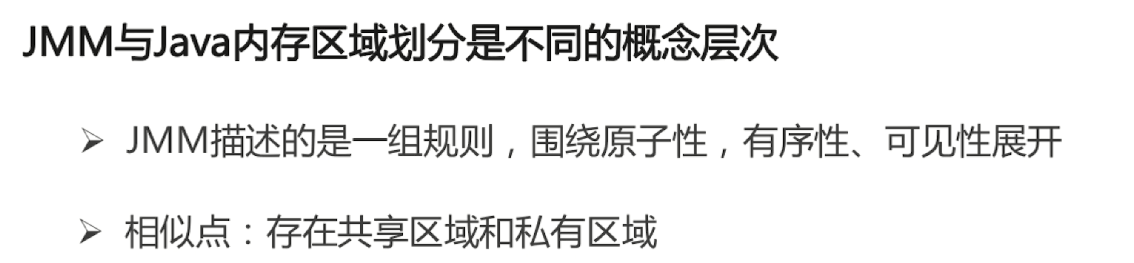 JMM与Java内存区域划分是不同的概念层次
➢ JMM描述的是一组规则，围绕原子性，有序性、可见性展开
➢ 相似点：存在共享区域和私有区域